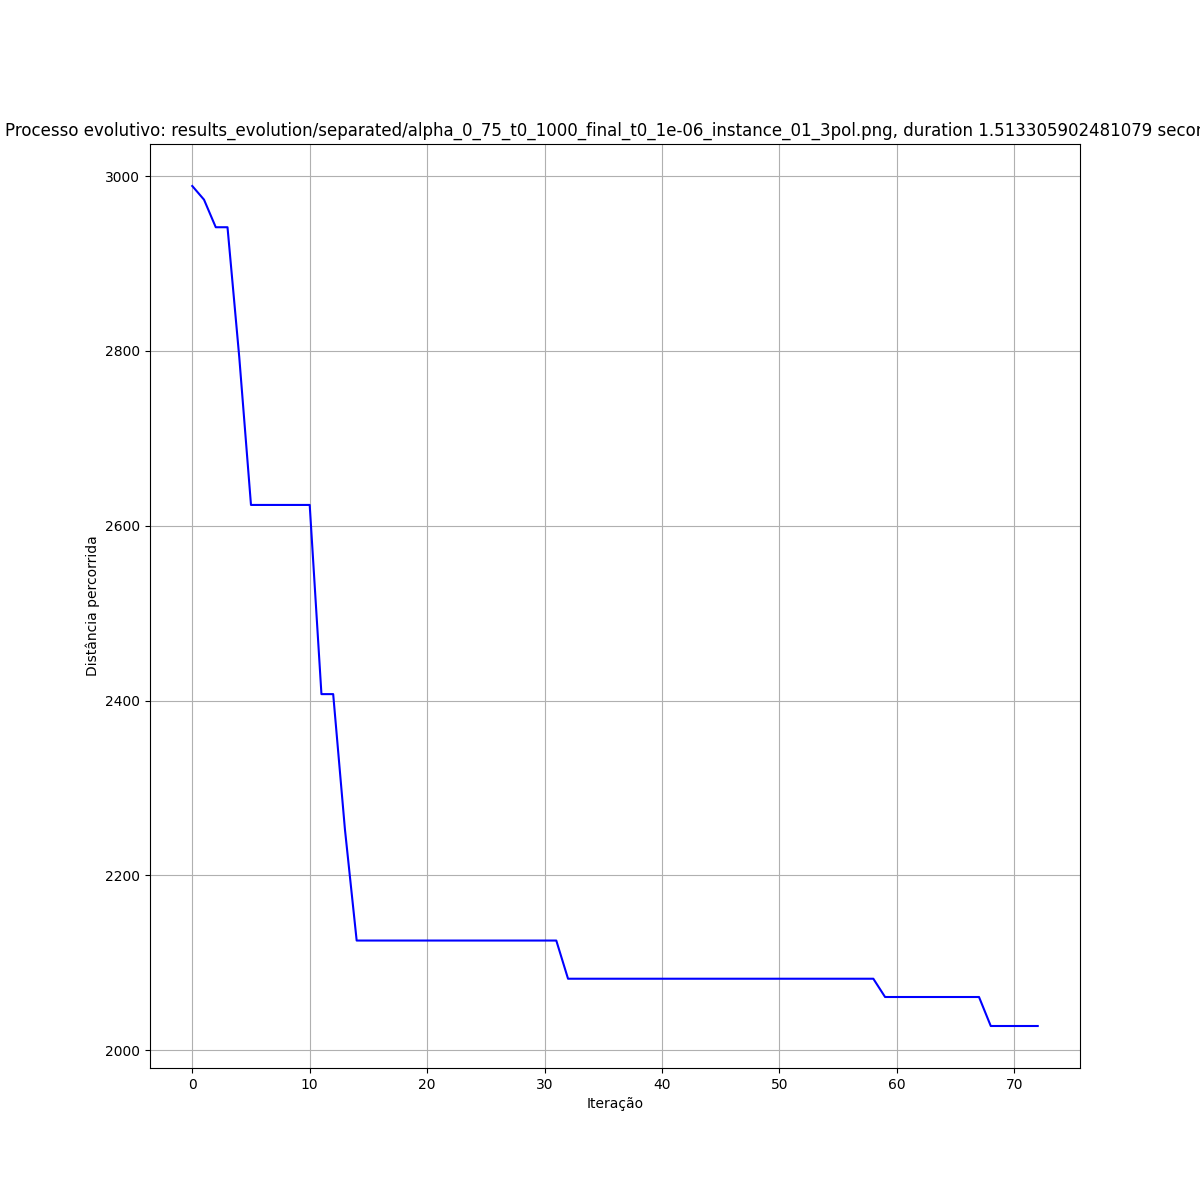 Processo evolutivo: results_evolution/separated/alpha_0_75_t0_1000_final_t0_1e-06_instance_01_3pol.png, duration 1.513305902481079
3000
2800
2600
2400
2200
2000
Distância percorrida
0 10 20 30 40 50 60 70
Iteração